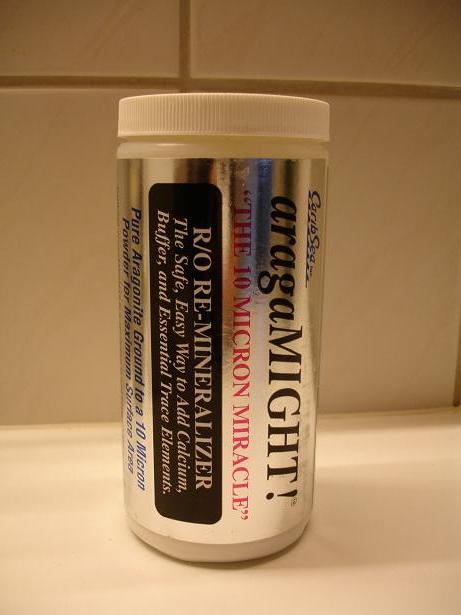 CaribSea™
aragaMIGHT!®
"THE 10 MICRON MIRACLE"
R/O RE-MINERALIZER
The Safe, Easy Way to Add Calcium,
Buffer, and Essential Trace Elements.
Pure Aragonite Ground to a 10 Micron
Powder for Maximum Surface Area